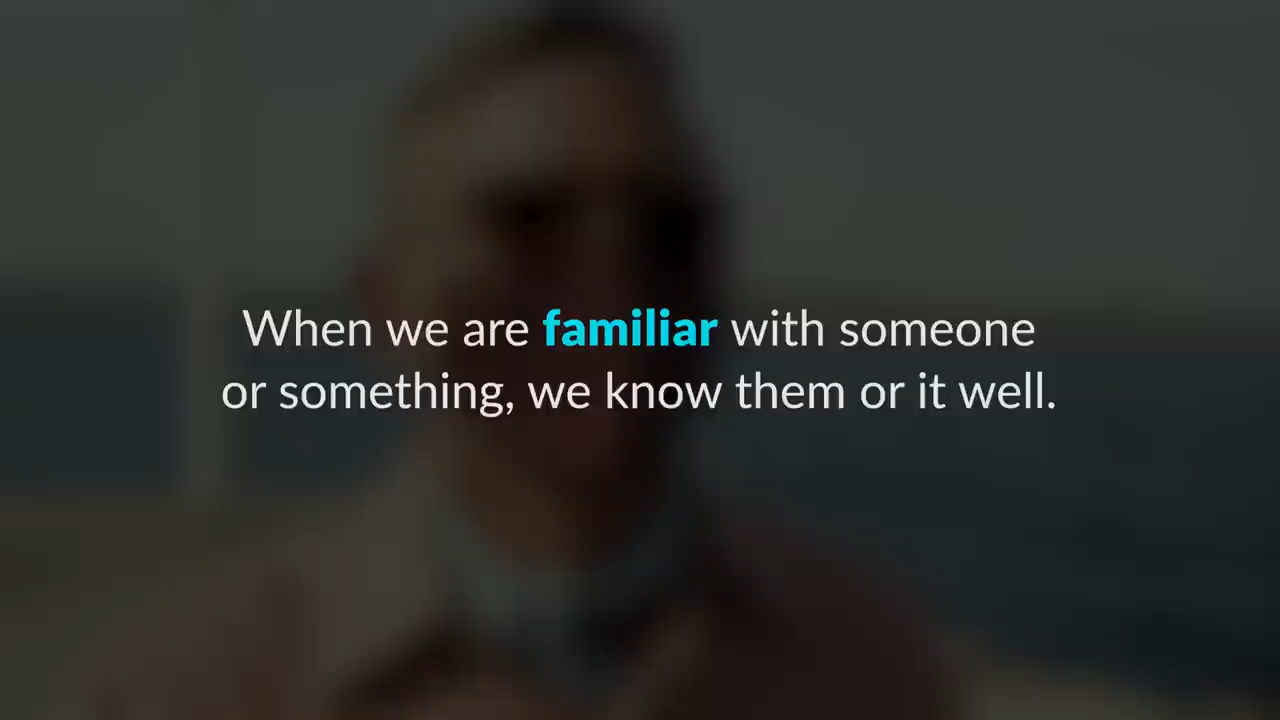 When we are familiar with someone
or something, we know them or it well.